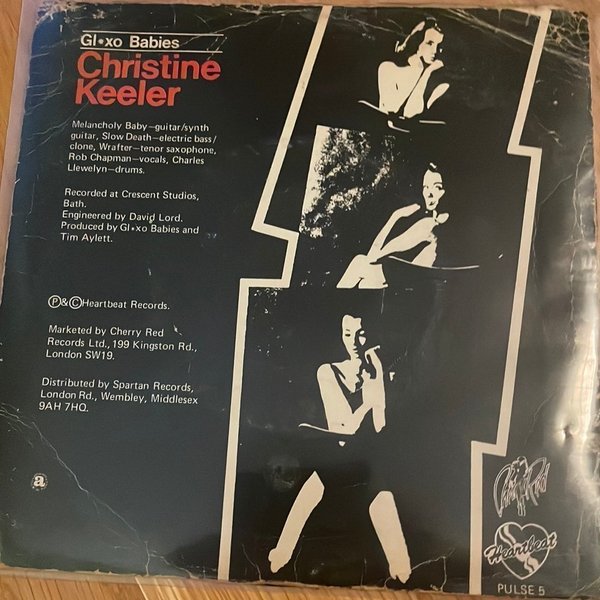 Gl•xo Babies
Christine
Keeler
Melancholy Baby—guitar/synth
guitar, Slow Death—electric bass/
clone, Wrafter—tenor saxophone,
Rob Chapman—vocals, Charles
Llewelyn—drums.
Recorded at Crescent Studios,
Bath.
Engineered by David Lord.
Produced by Gl•xo Babies and
Tim Aylett.
Ⓟ&ⒸHeartbeat Records.
Marketed by Cherry Red
Records Ltd., 199 Kingston Rd.,
London SW19.
Distributed by Spartan Records,
London Rd., Wembley, Middlesex
9AH 7HQ.
a
Cherry Red
Heartbeat
PULSE 5